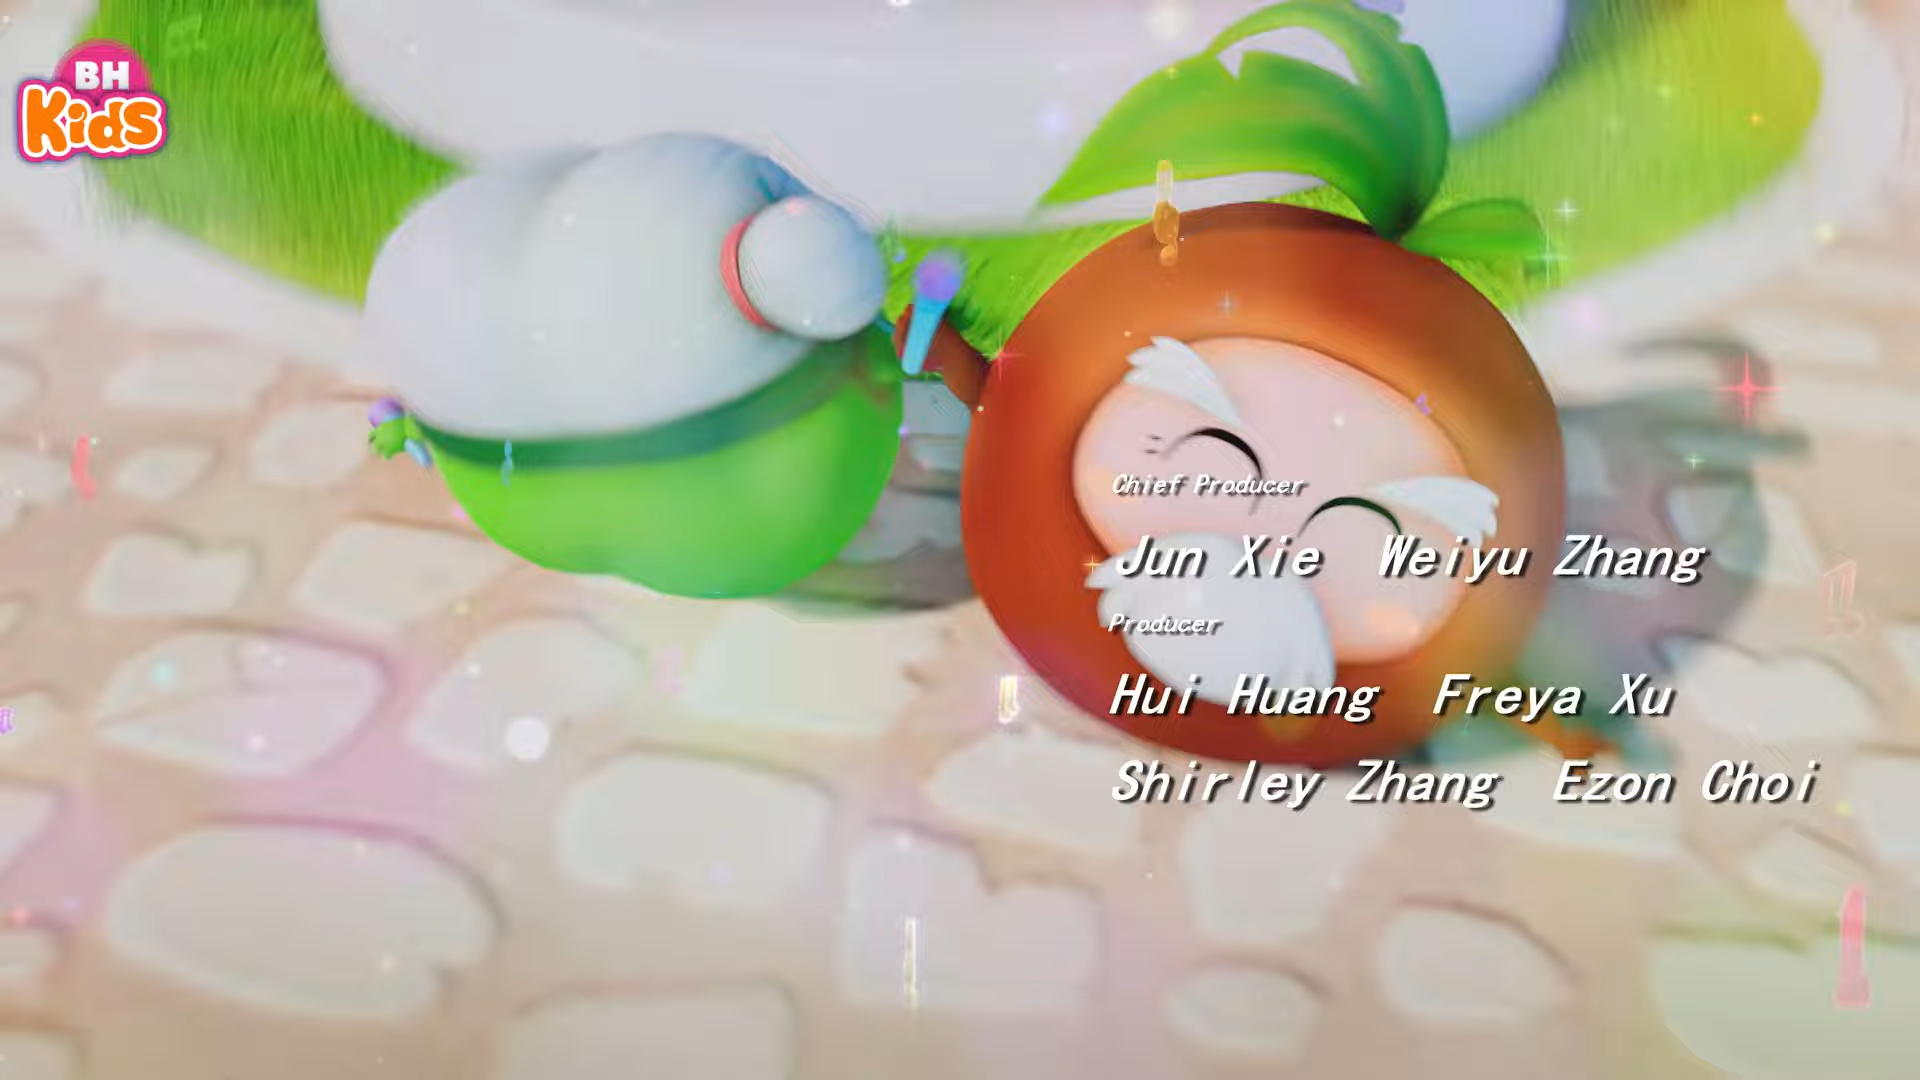 BH
Kids
Chief Producer
Jun Xie  Weiyu Zhang
Producer
Hui Huang  Freya Xu
Shirley Zhang  Ezon Choi